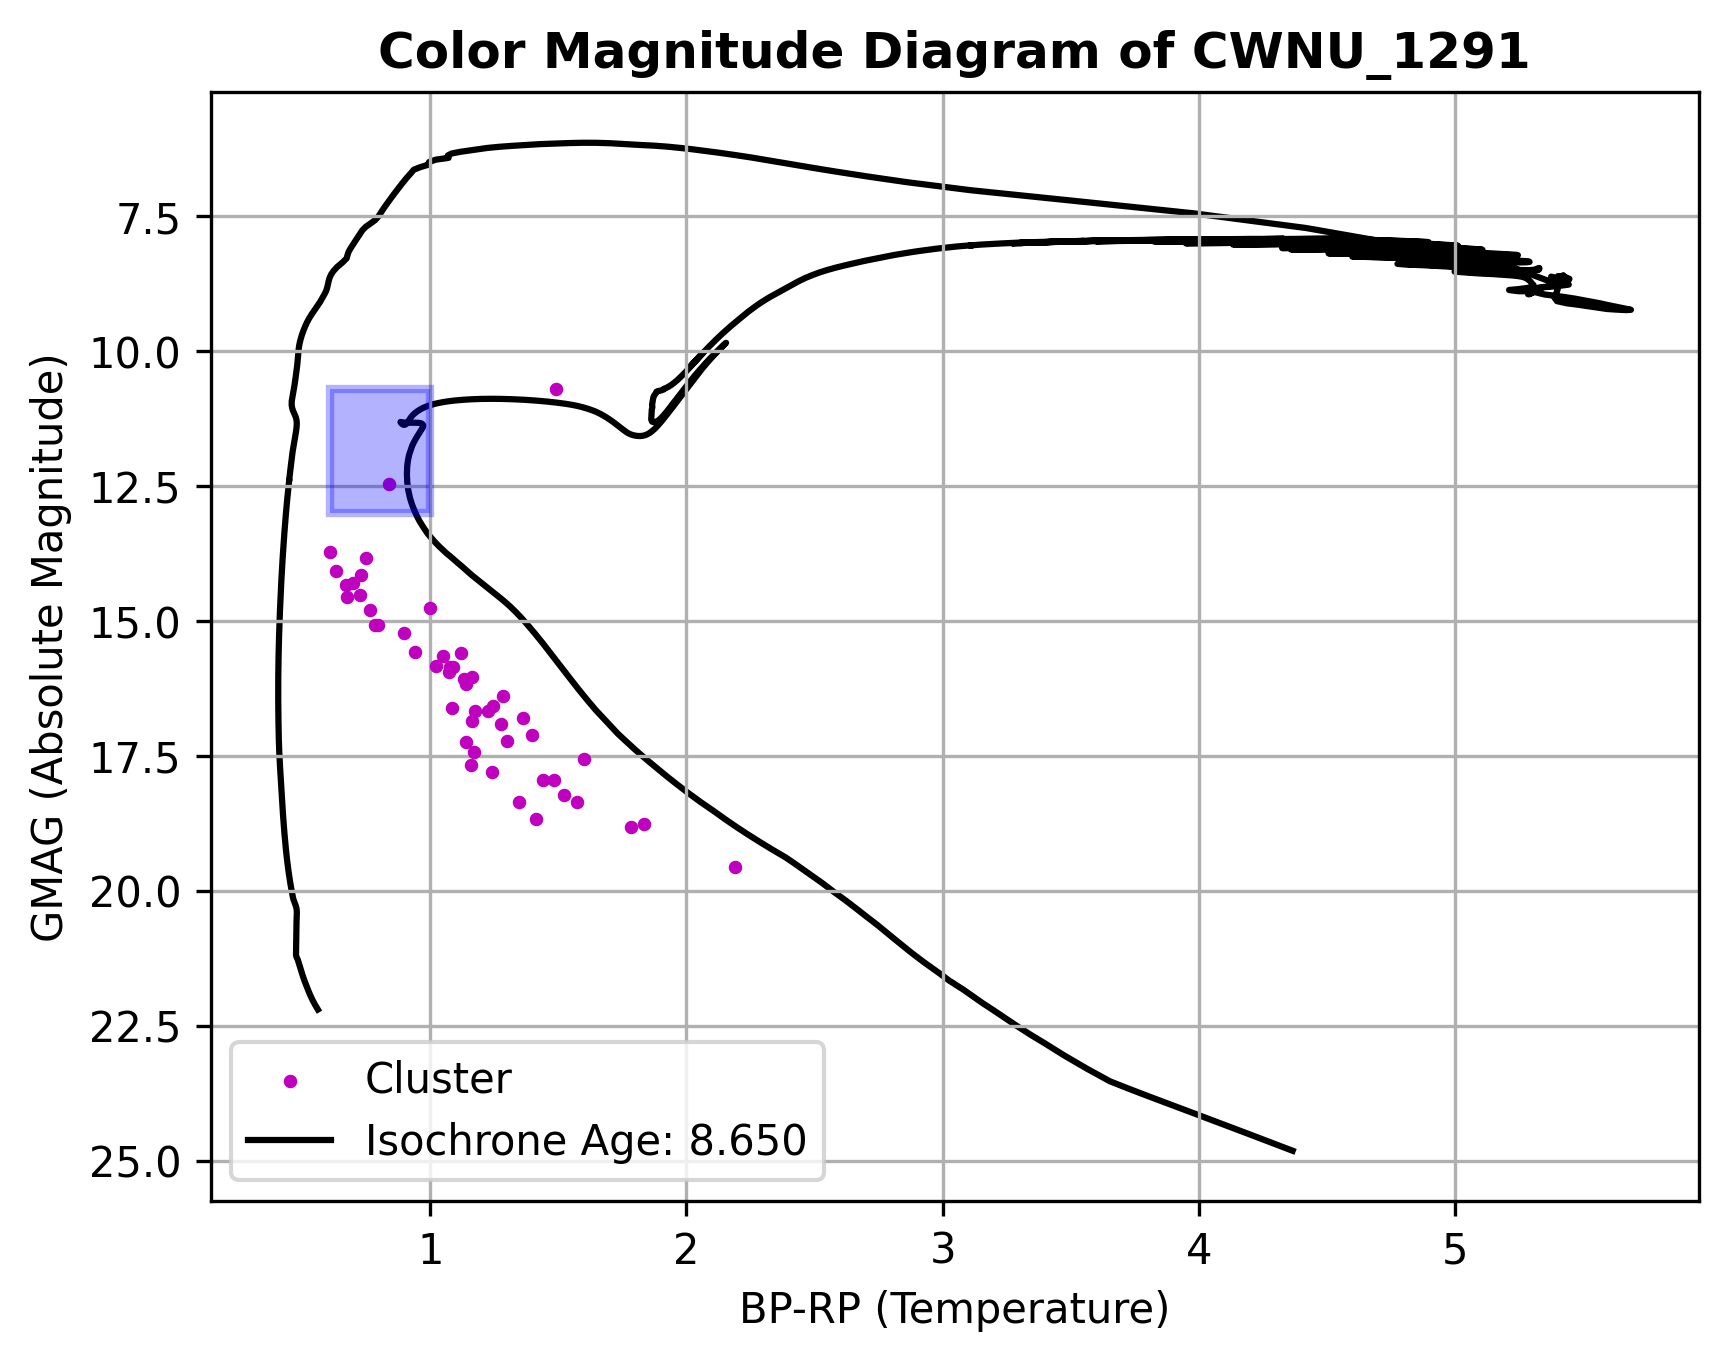 Color Magnitude Diagram of CWNU_1291
GMAG (Absolute Magnitude)
7.5
10.0
12.5
15.0
17.5
20.0
22.5
25.0
Cluster
Isochrone Age: 8.650
1 2 3 4 5
BP-RP (Temperature)